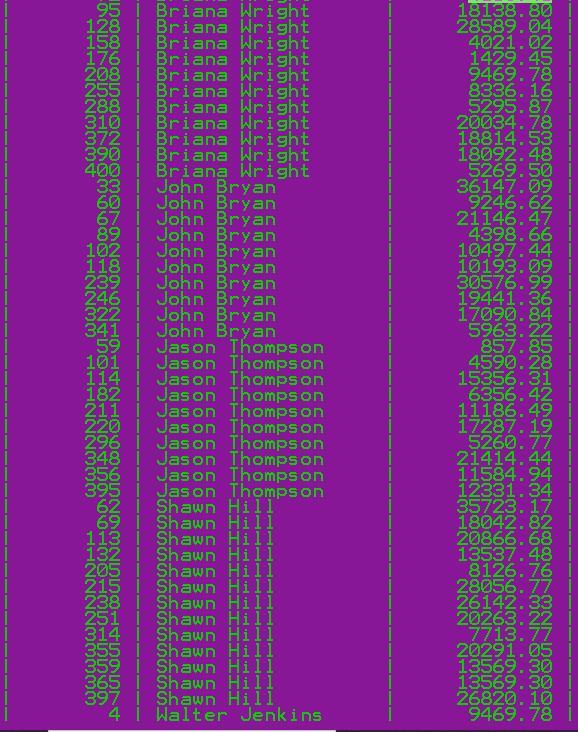 | 95 | Briana Wright | 18138.89 |
| 128 | Briana Wright | 28589.04 |
| 158 | Briana Wright | 4021.02 |
| 176 | Briana Wright | 1429.45 |
| 208 | Briana Wright | 9469.78 |
| 255 | Briana Wright | 8336.16 |
| 288 | Briana Wright | 5295.87 |
| 310 | Briana Wright | 20034.78 |
| 372 | Briana Wright | 18814.53 |
| 390 | Briana Wright | 18092.48 |
| 400 | Briana Wright | 5269.50 |
| 33 | John Bryan | 36147.09 |
| 60 | John Bryan | 9246.62 |
| 67 | John Bryan | 21146.47 |
| 89 | John Bryan | 4398.66 |
| 102 | John Bryan | 10497.44 |
| 118 | John Bryan | 10193.09 |
| 239 | John Bryan | 30576.99 |
| 246 | John Bryan | 19441.36 |
| 322 | John Bryan | 17090.84 |
| 341 | John Bryan | 5963.22 |
| 59 | Jason Thompson | 857.85 |
| 101 | Jason Thompson | 4590.28 |
| 114 | Jason Thompson | 15356.31 |
| 182 | Jason Thompson | 6356.42 |
| 211 | Jason Thompson | 11186.49 |
| 220 | Jason Thompson | 17287.19 |
| 296 | Jason Thompson | 5260.77 |
| 348 | Jason Thompson | 21414.44 |
| 356 | Jason Thompson | 11584.94 |
| 395 | Jason Thompson | 12331.34 |
| 62 | Shawn Hill | 35723.17 |
| 69 | Shawn Hill | 18042.82 |
| 113 | Shawn Hill | 20866.68 |
| 132 | Shawn Hill | 13537.48 |
| 205 | Shawn Hill | 8126.76 |
| 215 | Shawn Hill | 28056.77 |
| 238 | Shawn Hill | 26142.33 |
| 251 | Shawn Hill | 20263.22 |
| 314 | Shawn Hill | 7713.77 |
| 355 | Shawn Hill | 20291.05 |
| 359 | Shawn Hill | 13569.30 |
| 365 | Shawn Hill | 13569.30 |
| 397 | Shawn Hill | 26820.10 |
| 4 | Walter Jenkins | 9469.78 |